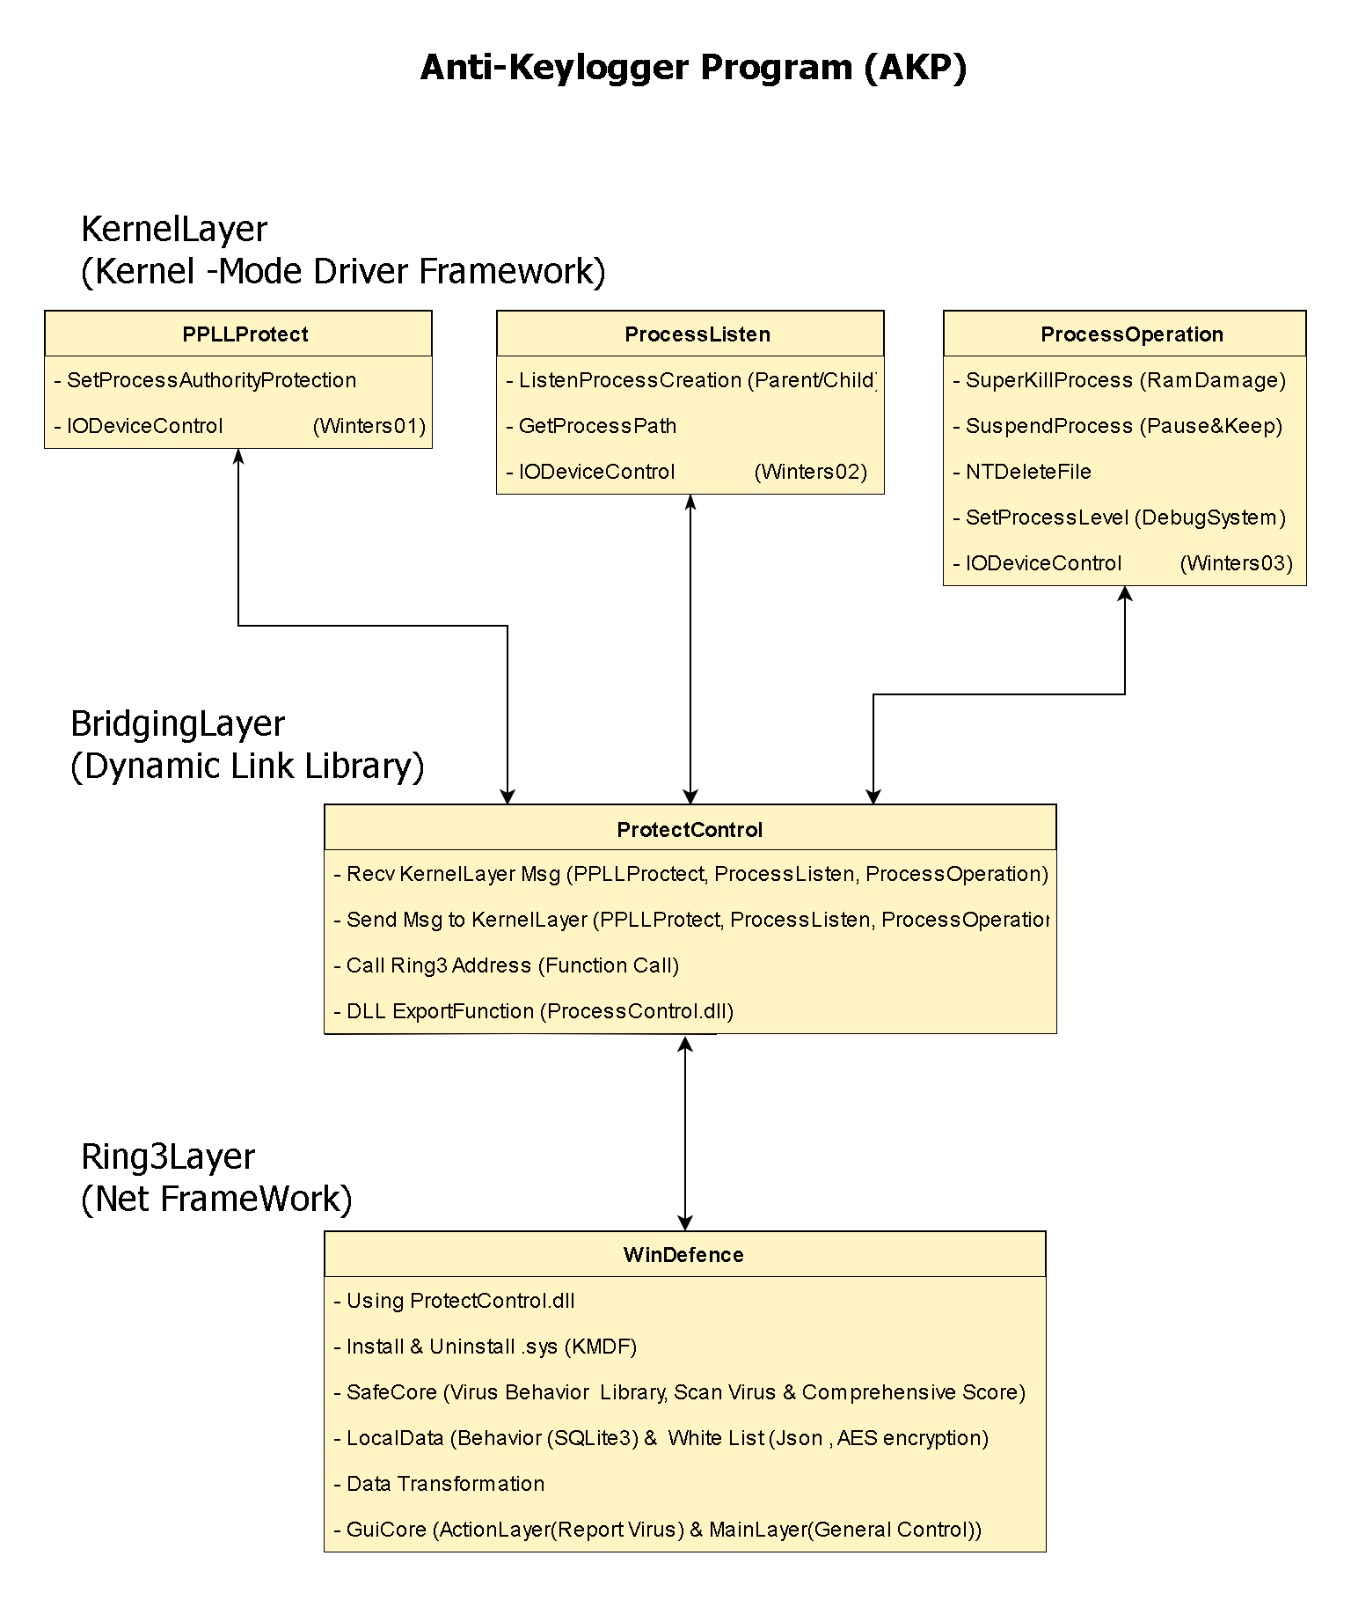 Anti-Keylogger Program (AKP)
KernelLayer
(Kernel -Mode Driver Framework)
PPLLProtect
- SetProcessAuthorityProtection
- IODeviceControl (Winters01)
ProcessListen
- ListenProcessCreation (Parent/Child)
- GetProcessPath
- IODeviceControl (Winters02)
ProcessOperation
- SuperKillProcess (RamDamage)
- SuspendProcess (Pause&Keep)
- NTDeleteFile
- SetProcessLevel (DebugSystem)
- IODeviceControl (Winters03)
BridgingLayer
(Dynamic Link Library)
ProtectControl
- Recv KernelLayer Msg (PPLLProctect, ProcessListen, ProcessOperation)
- Send Msg to KernelLayer (PPLLProtect, ProcessListen, ProcessOperation
- Call Ring3 Address (Function Call)
- DLL ExportFunction (ProcessControl.dll)
Ring3Layer
(Net FrameWork)
WinDefence
- Using ProtectControl.dll
- Install & Uninstall .sys (KMDF)
- SafeCore (Virus Behavior Library, Scan Virus & Comprehensive Score)
- LocalData (Behavior (SQLite3) & White List (Json , AES encryption)
- Data Transformation
- GuiCore (ActionLayer(Report Virus) & MainLayer(General Control))